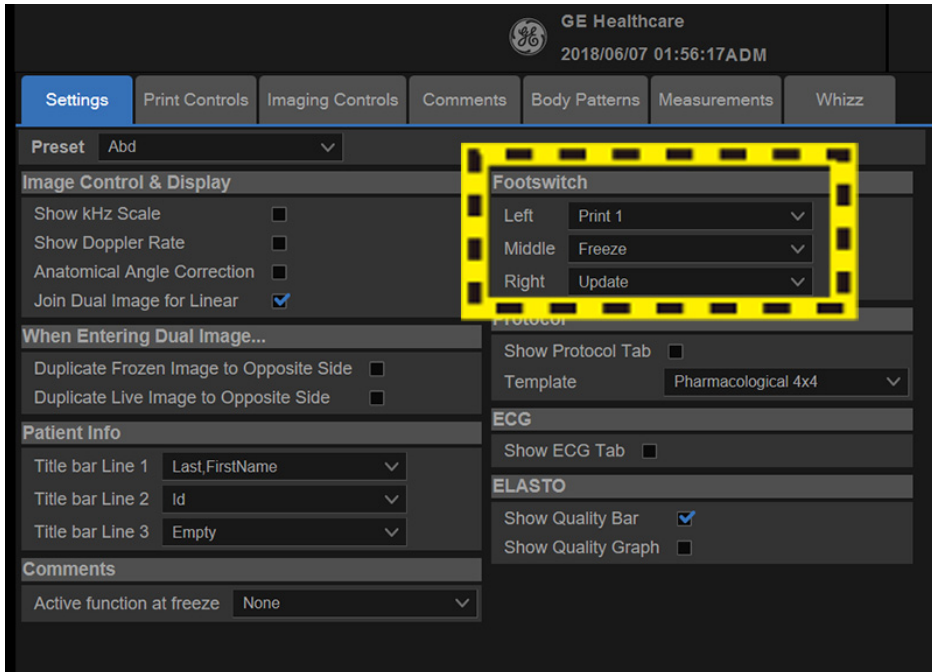 GE Healthcare
2018/06/07 01:56:17ADM
Settings Print Controls Imaging Controls Comments Body Patterns Measurements Whizz
Preset Abd
Image Control & Display
Show kHz Scale
Show Doppler Rate
Anatomical Angle Correction
Join Dual Image for Linear
When Entering Dual Image...
Duplicate Frozen Image to Opposite Side
Duplicate Live Image to Opposite Side
Patient Info
Title bar Line 1 Last,FirstName
Title bar Line 2 Id
Title bar Line 3 Empty
Comments
Active function at freeze None
Footswitch
Left Print 1
Middle Freeze
Right Update
Protocol
Show Protocol Tab
Template Pharmacological 4x4
ECG
Show ECG Tab
ELASTO
Show Quality Bar
Show Quality Graph